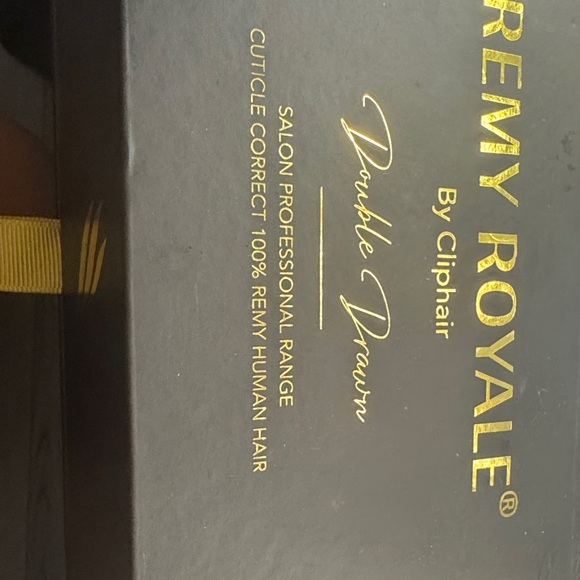 REMY ROYALE®
By Cliphair
Double Drawn
SALON PROFESSIONAL RANGE
CUTICLE CORRECT 100% REMY HUMAN HAIR